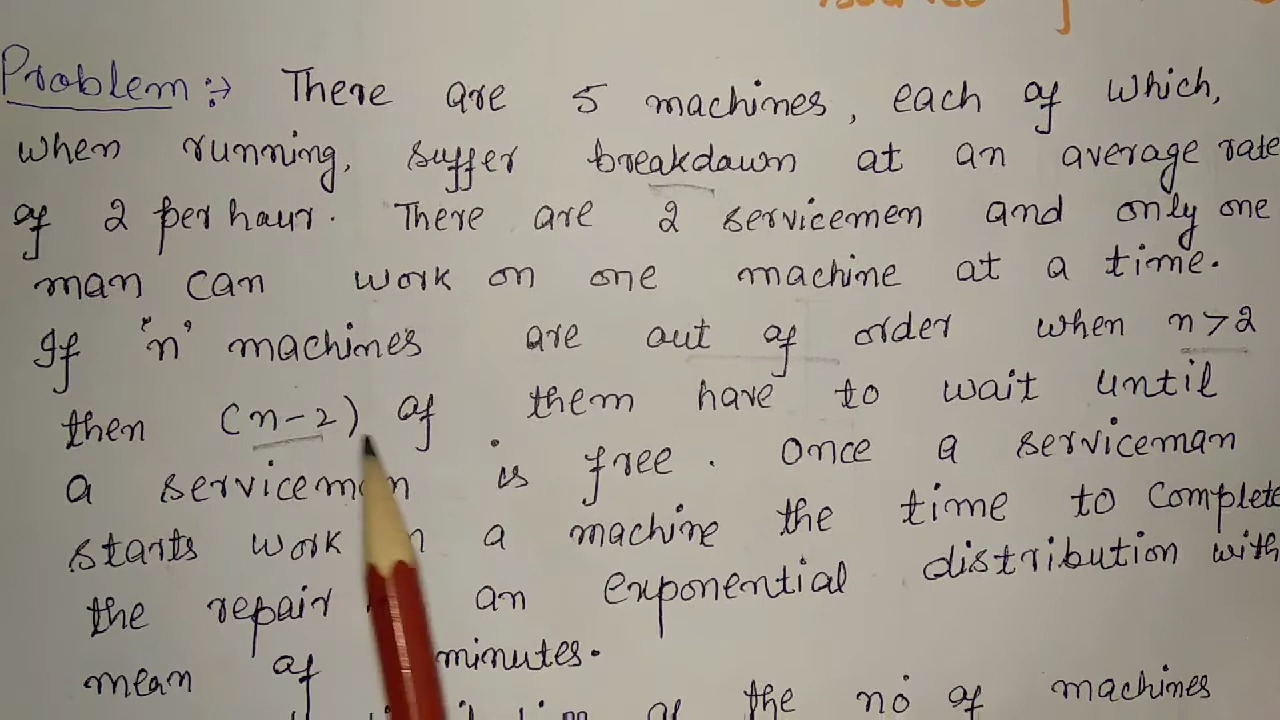 Problem :→ There are 5 machines, each of which,
when running, suffer breakdown at an average rate
of 2 per hour. There are 2 servicemen and only one
man can work on one machine at a time.
If "n" machines are out of order when n>2
then (n-2) of them have to wait until
a serviceman is free. Once a serviceman
starts work a machine the time to complete
the repair an exponential distribution with
mean of minutes.
of the no of machines